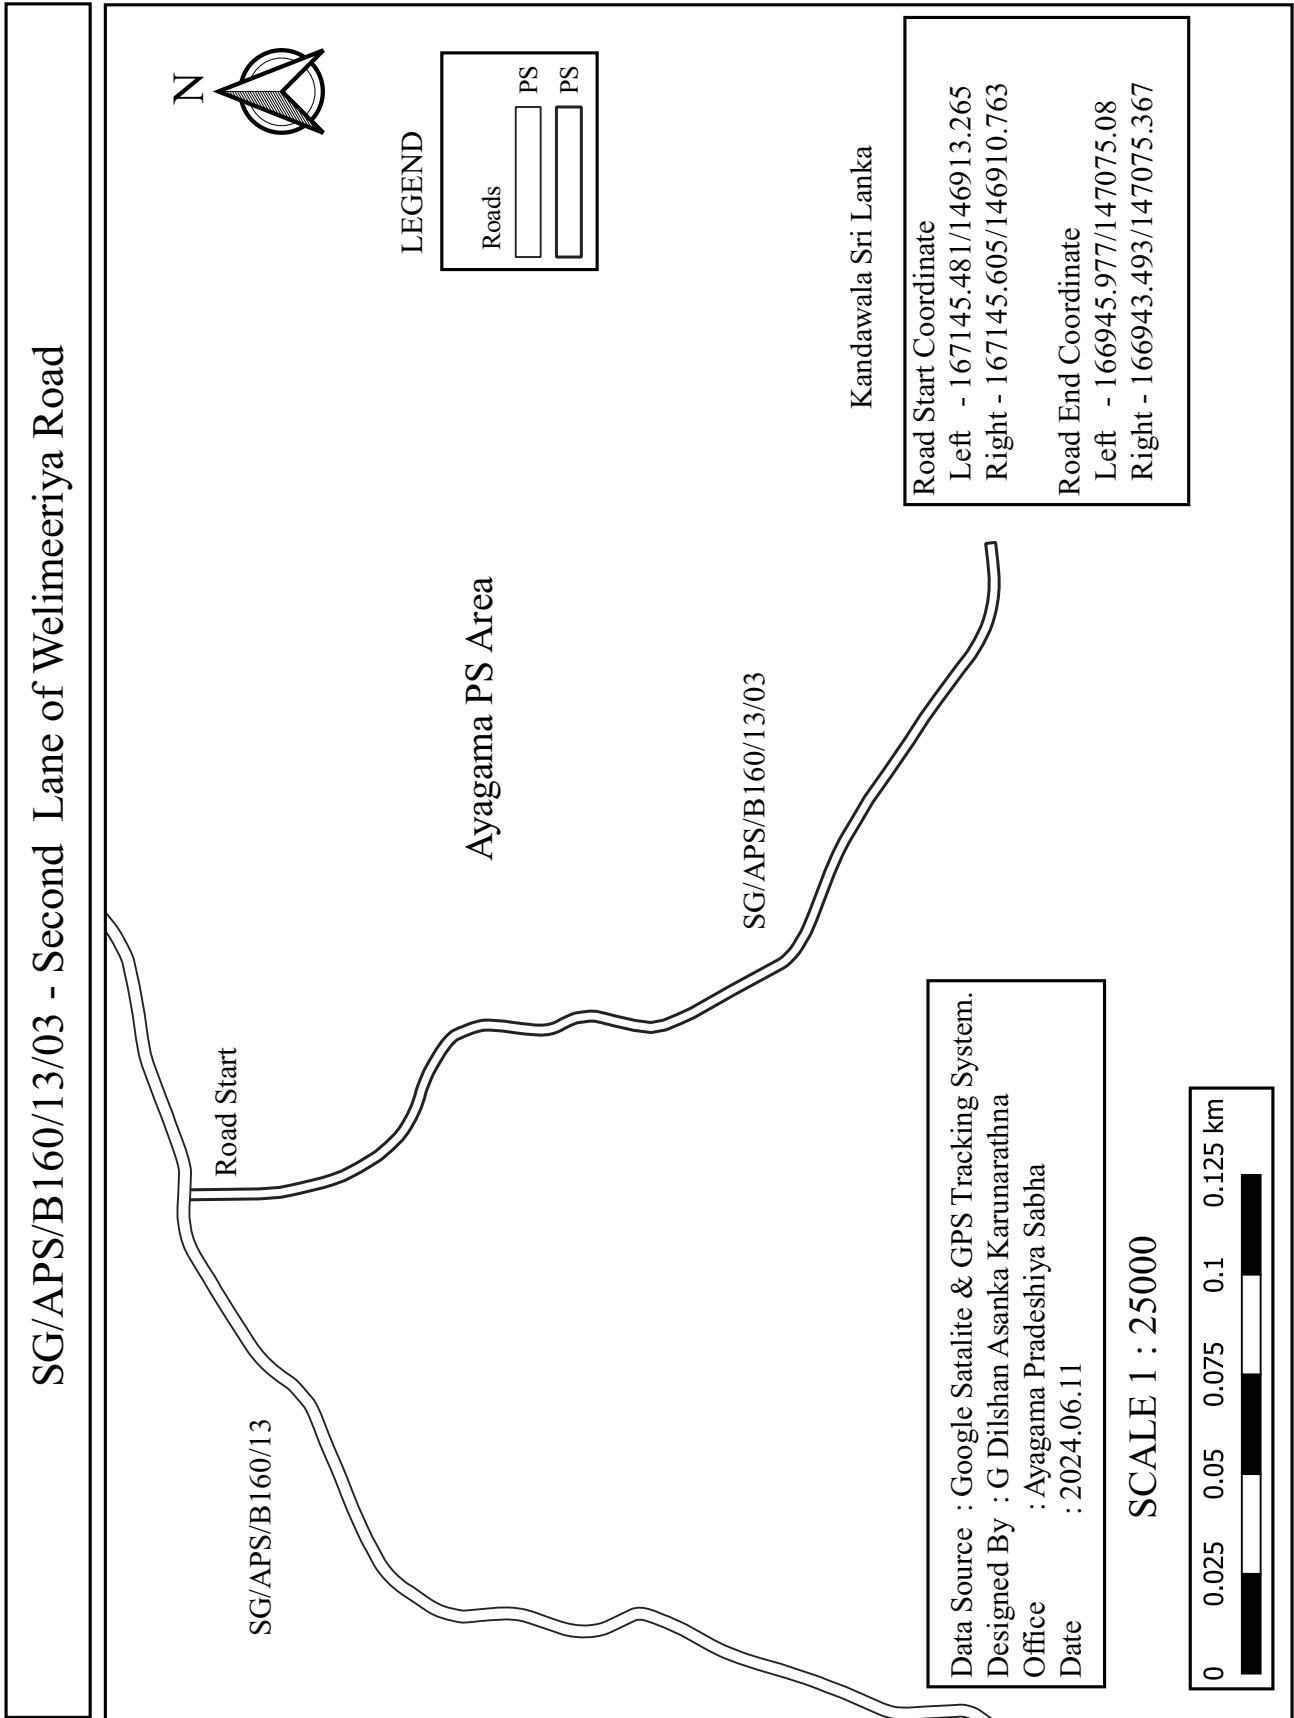 SG/APS/B160/13/03 - Second Lane of Welimeeriya Road
N
LEGEND
Roads
PS
PS
Road Start
SG/APS/B160/13
Ayagama PS Area
SG/APS/B160/13/03
Kandawala Sri Lanka
Road Start Coordinate
Left - 167145.481/146913.265
Right - 167145.605/146910.763
Road End Coordinate
Left - 166945.977/147075.08
Right - 166943.493/147075.367
Data Source : Google Satalite & GPS Tracking System.
Designed By : G Dilshan Asanka Karunarathna
Office : Ayagama Pradeshiya Sabha
Date : 2024.06.11
SCALE 1 : 25000
0 0.025 0.05 0.075 0.1 0.125 km